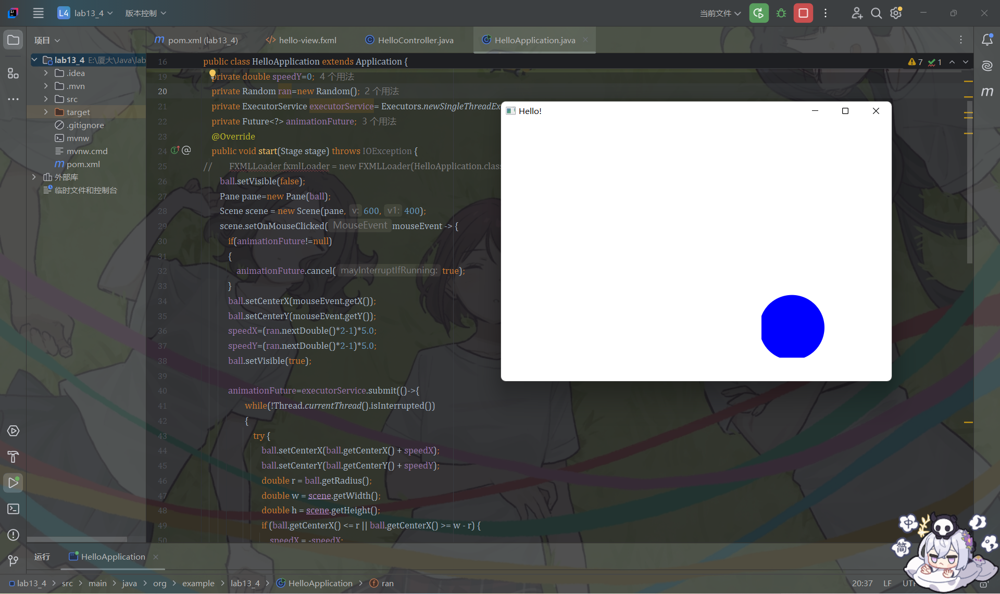 L4 lab13_4 版本控制 当前文件
项目
pom.xml (lab13_4) hello-view.fxml HelloController.java HelloApplication.java
lab13_4 E:\厦大\Java\lab
.idea
.mvn
src
target
.gitignore
mvnw
mvnw.cmd
pom.xml
外部库
临时文件和控制台
16 public class HelloApplication extends Application {
7 1
19 private double speedY=0; 4 个用法
20 private Random ran=new Random(); 2 个用法
21 private ExecutorService executorService= Executors.newSingleThreadEx
22 private Future<?> animationFuture; 3 个用法
23 @Override
24 public void start(Stage stage) throws IOException {
25 // FXMLLoader fxmlLoader = new FXMLLoader(HelloApplication.class
26 ball.setVisible(false);
27 Pane pane=new Pane(ball);
28 Scene scene = new Scene(pane, v: 600, v1: 400);
29 scene.setOnMouseClicked( MouseEvent mouseEvent -> {
30 if(animationFuture!=null)
31 {
32 animationFuture.cancel( mayInterruptIfRunning: true);
33 }
34 ball.setCenterX(mouseEvent.getX());
35 ball.setCenterY(mouseEvent.getY());
36 speedX=(ran.nextDouble()*2-1)*5.0;
37 speedY=(ran.nextDouble()*2-1)*5.0;
38 ball.setVisible(true);
39
40 animationFuture=executorService.submit(()->{
41 while(!Thread.currentThread().isInterrupted())
42 {
43 try {
44 ball.setCenterX(ball.getCenterX() + speedX);
45 ball.setCenterY(ball.getCenterY() + speedY);
46 double r = ball.getRadius();
47 double w = scene.getWidth();
48 double h = scene.getHeight();
49 if (ball.getCenterX() <= r || ball.getCenterX() >= w - r) {
50 speedX = -speedX;
Hello!
中
简
运行 HelloApplication
lab13_4 > src > main > java > org > example > lab13_4 > HelloApplication > ran
20:37 LF UTF